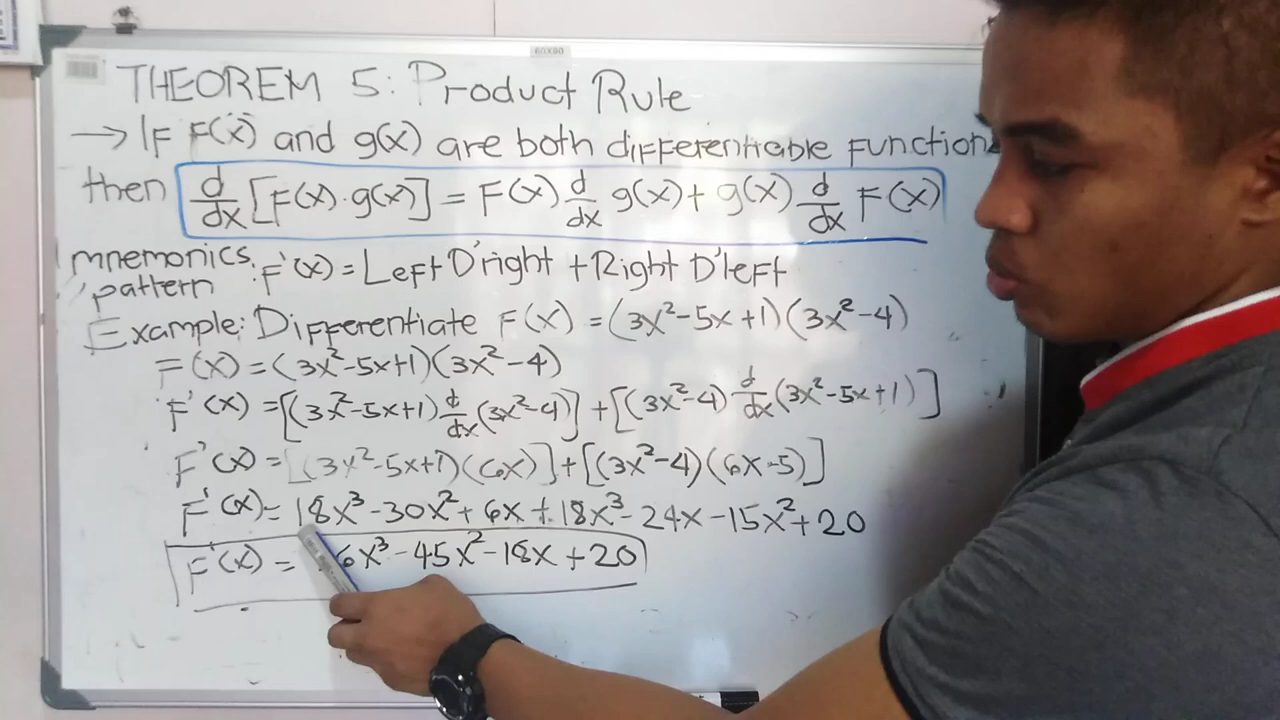 60X90
THEOREM 5: Product Rule
→ IF F(x) and g(x) are both differentiable function
then d/dx [F(x)·g(x)] = F(x) d/dx g(x) + g(x) d/dx F(x)
mnemonics pattern: F'(x) = Left D'right + Right D'left
Example: Differentiate F(x) = (3x²-5x+1)(3x²-4)
F(x) = (3x²-5x+1)(3x²-4)
F'(x) = [(3x²-5x+1) d/dx (3x²-4)] + [(3x²-4) d/dx (3x²-5x+1)]
F'(x) = [(3x²-5x+1)(6x)] + [(3x²-4)(6x-5)]
F'(x) = 18x³-30x²+6x+18x³-24x-15x²+20
F'(x) = 6x³-45x²-18x+20